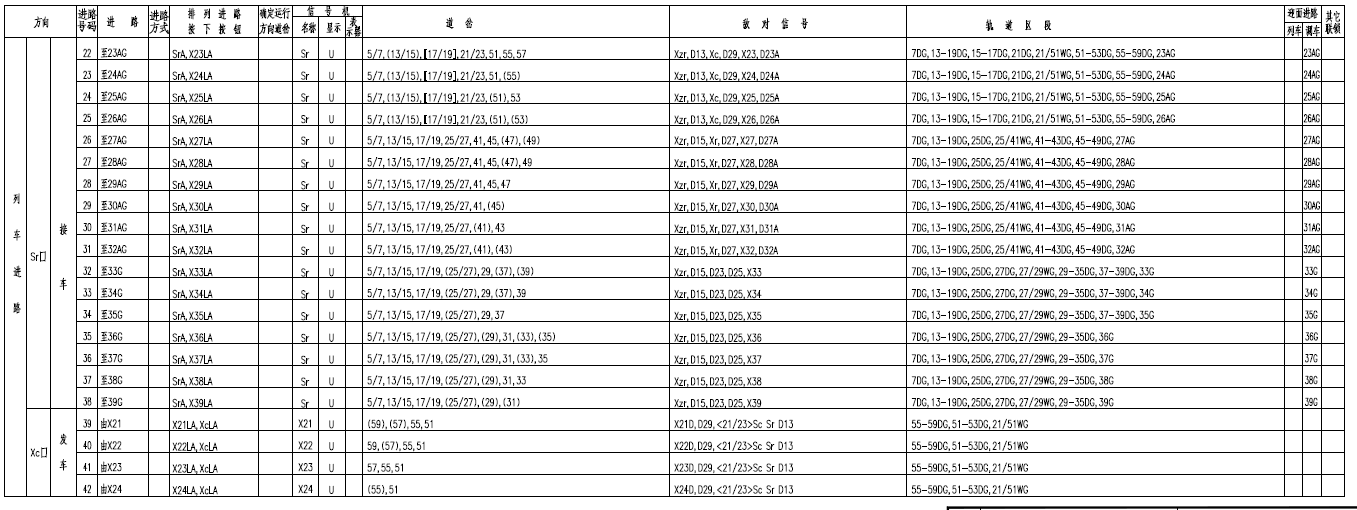 方向 进路号码 进路 进路方式 排列进路按下按钮 确定运行方向道岔 信号机 名称 显示 表示器 道岔 敌对信号 轨道区段 迎面进路 列车 调车 其它联锁
列车进路
Sr口 接车
22 至23AG SrA,X23LA Sr U 5/7,(13/15),[17/19],21/23,51,55,57 Xzr,D13,Xc,D29,X23,D23A 7DG,13-19DG,15-17DG,21DG,21/51WG,51-53DG,55-59DG,23AG 23AG
23 至24AG SrA,X24LA Sr U 5/7,(13/15),[17/19],21/23,51,(55) Xzr,D13,Xc,D29,X24,D24A 7DG,13-19DG,15-17DG,21DG,21/51WG,51-53DG,55-59DG,24AG 24AG
24 至25AG SrA,X25LA Sr U 5/7,(13/15),[17/19],21/23,(51),53 Xzr,D13,Xc,D29,X25,D25A 7DG,13-19DG,15-17DG,21DG,21/51WG,51-53DG,55-59DG,25AG 25AG
25 至26AG SrA,X26LA Sr U 5/7,(13/15),[17/19],21/23,(51),(53) Xzr,D13,Xc,D29,X26,D26A 7DG,13-19DG,15-17DG,21DG,21/51WG,51-53DG,55-59DG,26AG 26AG
26 至27AG SrA,X27LA Sr U 5/7,13/15,17/19,25/27,41,45,(47),(49) Xzr,D15,Xr,D27,X27,D27A 7DG,13-19DG,25DG,25/41WG,41-43DG,45-49DG,27AG 27AG
27 至28AG SrA,X28LA Sr U 5/7,13/15,17/19,25/27,41,45,(47),49 Xzr,D15,Xr,D27,X28,D28A 7DG,13-19DG,25DG,25/41WG,41-43DG,45-49DG,28AG 28AG
28 至29AG SrA,X29LA Sr U 5/7,13/15,17/19,25/27,41,45,47 Xzr,D15,Xr,D27,X29,D29A 7DG,13-19DG,25DG,25/41WG,41-43DG,45-49DG,29AG 29AG
29 至30AG SrA,X30LA Sr U 5/7,13/15,17/19,25/27,41,(45) Xzr,D15,Xr,D27,X30,D30A 7DG,13-19DG,25DG,25/41WG,41-43DG,45-49DG,30AG 30AG
30 至31AG SrA,X31LA Sr U 5/7,13/15,17/19,25/27,(41),43 Xzr,D15,Xr,D27,X31,D31A 7DG,13-19DG,25DG,25/41WG,41-43DG,45-49DG,31AG 31AG
31 至32AG SrA,X32LA Sr U 5/7,13/15,17/19,25/27,(41),(43) Xzr,D15,Xr,D27,X32,D32A 7DG,13-19DG,25DG,25/41WG,41-43DG,45-49DG,32AG 32AG
32 至33G SrA,X33LA Sr U 5/7,13/15,17/19,(25/27),29,(37),(39) Xzr,D15,D23,D25,X33 7DG,13-19DG,25DG,27DG,27/29WG,29-35DG,37-39DG,33G 33G
33 至34G SrA,X34LA Sr U 5/7,13/15,17/19,(25/27),29,(37),39 Xzr,D15,D23,D25,X34 7DG,13-19DG,25DG,27DG,27/29WG,29-35DG,37-39DG,34G 34G
34 至35G SrA,X35LA Sr U 5/7,13/15,17/19,(25/27),29,37 Xzr,D15,D23,D25,X35 7DG,13-19DG,25DG,27DG,27/29WG,29-35DG,37-39DG,35G 35G
35 至36G SrA,X36LA Sr U 5/7,13/15,17/19,(25/27),(29),31,(33),(35) Xzr,D15,D23,D25,X36 7DG,13-19DG,25DG,27DG,27/29WG,29-35DG,36G 36G
36 至37G SrA,X37LA Sr U 5/7,13/15,17/19,(25/27),(29),31,(33),35 Xzr,D15,D23,D25,X37 7DG,13-19DG,25DG,27DG,27/29WG,29-35DG,37G 37G
37 至38G SrA,X38LA Sr U 5/7,13/15,17/19,(25/27),(29),31,33 Xzr,D15,D23,D25,X38 7DG,13-19DG,25DG,27DG,27/29WG,29-35DG,38G 38G
38 至39G SrA,X39LA Sr U 5/7,13/15,17/19,(25/27),(29),(31) Xzr,D15,D23,D25,X39 7DG,13-19DG,25DG,27DG,27/29WG,29-35DG,39G 39G
Xc口 发车
39 由X21 X21LA,XcLA X21 U (59),(57),55,51 X21D,D29,<21/23>Sc Sr D13 55-59DG,51-53DG,21/51WG
40 由X22 X22LA,XcLA X22 U 59,(57),55,51 X22D,D29,<21/23>Sc Sr D13 55-59DG,51-53DG,21/51WG
41 由X23 X23LA,XcLA X23 U 57,55,51 X23D,D29,<21/23>Sc Sr D13 55-59DG,51-53DG,21/51WG
42 由X24 X24LA,XcLA X24 U (55),51 X24D,D29,<21/23>Sc Sr D13 55-59DG,51-53DG,21/51WG